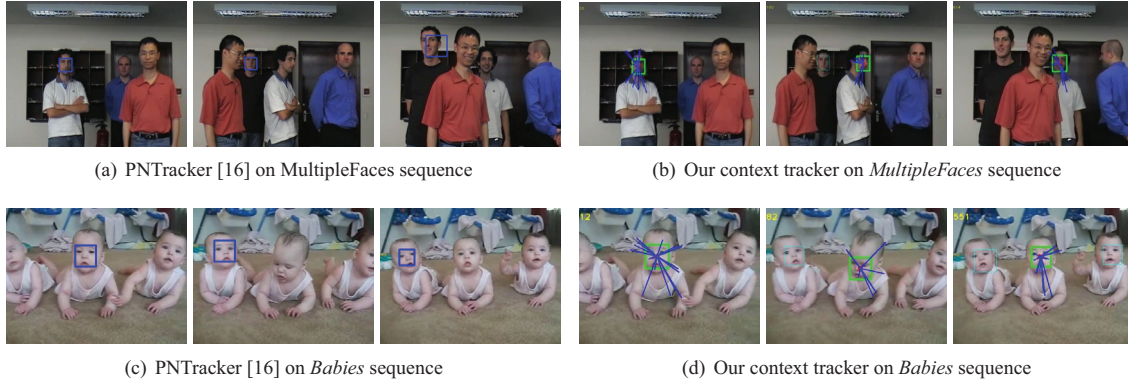 (a) PNTracker [16] on MultipleFaces sequence
(b) Our context tracker on MultipleFaces sequence
12
82
551
(c) PNTracker [16] on Babies sequence
(d) Our context tracker on Babies sequence